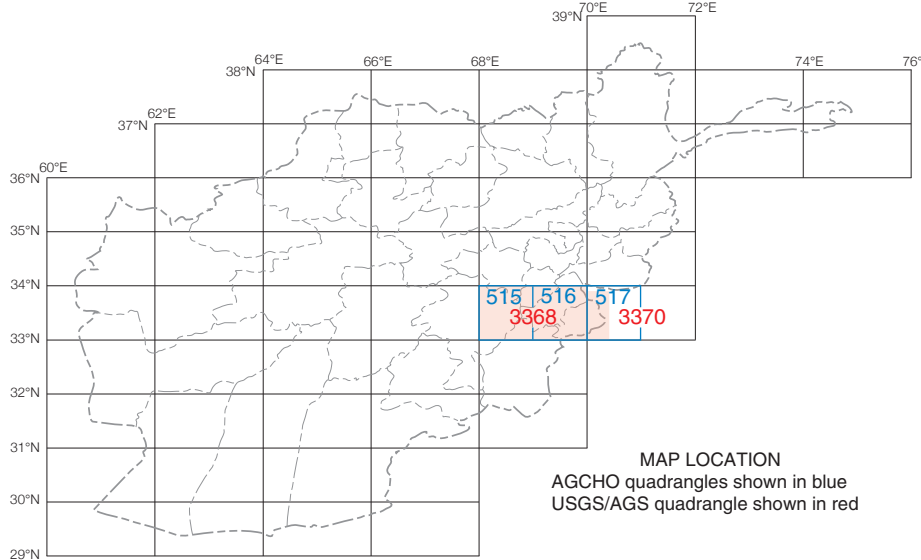 39°N 70°E 72°E
38°N 64°E 66°E 68°E 74°E 76°
37°N 62°E
60°E
36°N
35°N
34°N
515 516 517
3368 3370
33°N
32°N
31°N
MAP LOCATION
AGCHO quadrangles shown in blue
USGS/AGS quadrangle shown in red
30°N
29°N